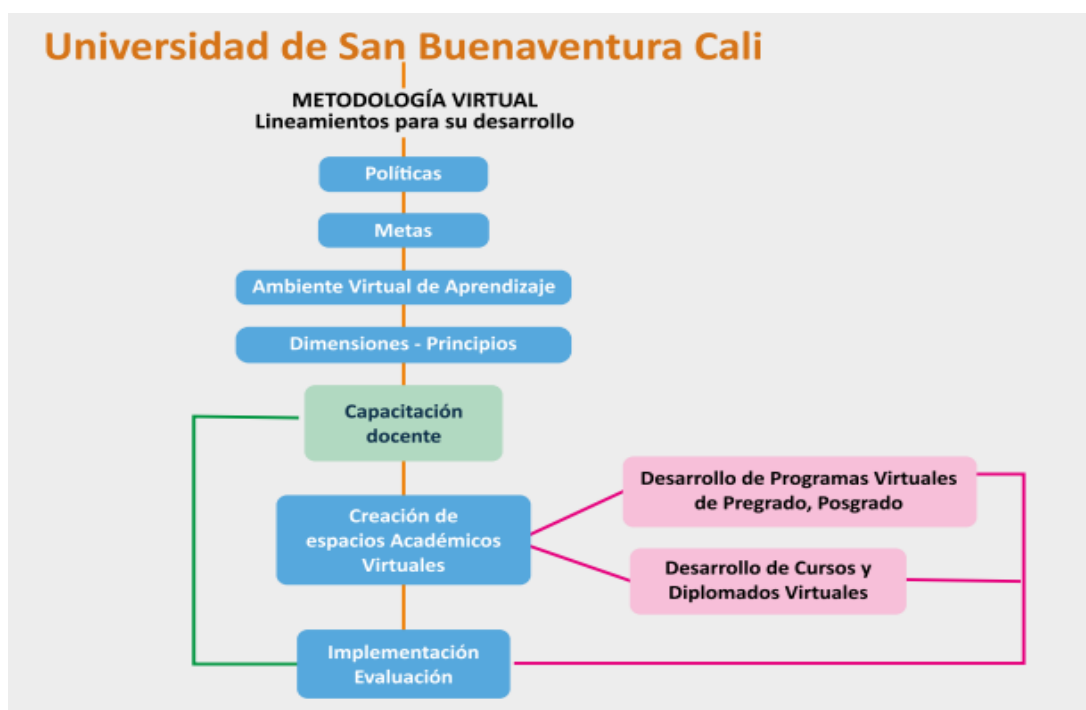 Universidad de San Buenaventura Cali
METODOLOGÍA VIRTUAL
Lineamientos para su desarrollo
Políticas
Metas
Ambiente Virtual de Aprendizaje
Dimensiones - Principios
Capacitación
docente
Creación de
espacios Académicos
Virtuales
Desarrollo de Programas Virtuales
de Pregrado, Posgrado
Desarrollo de Cursos y
Diplomados Virtuales
Implementación
Evaluación